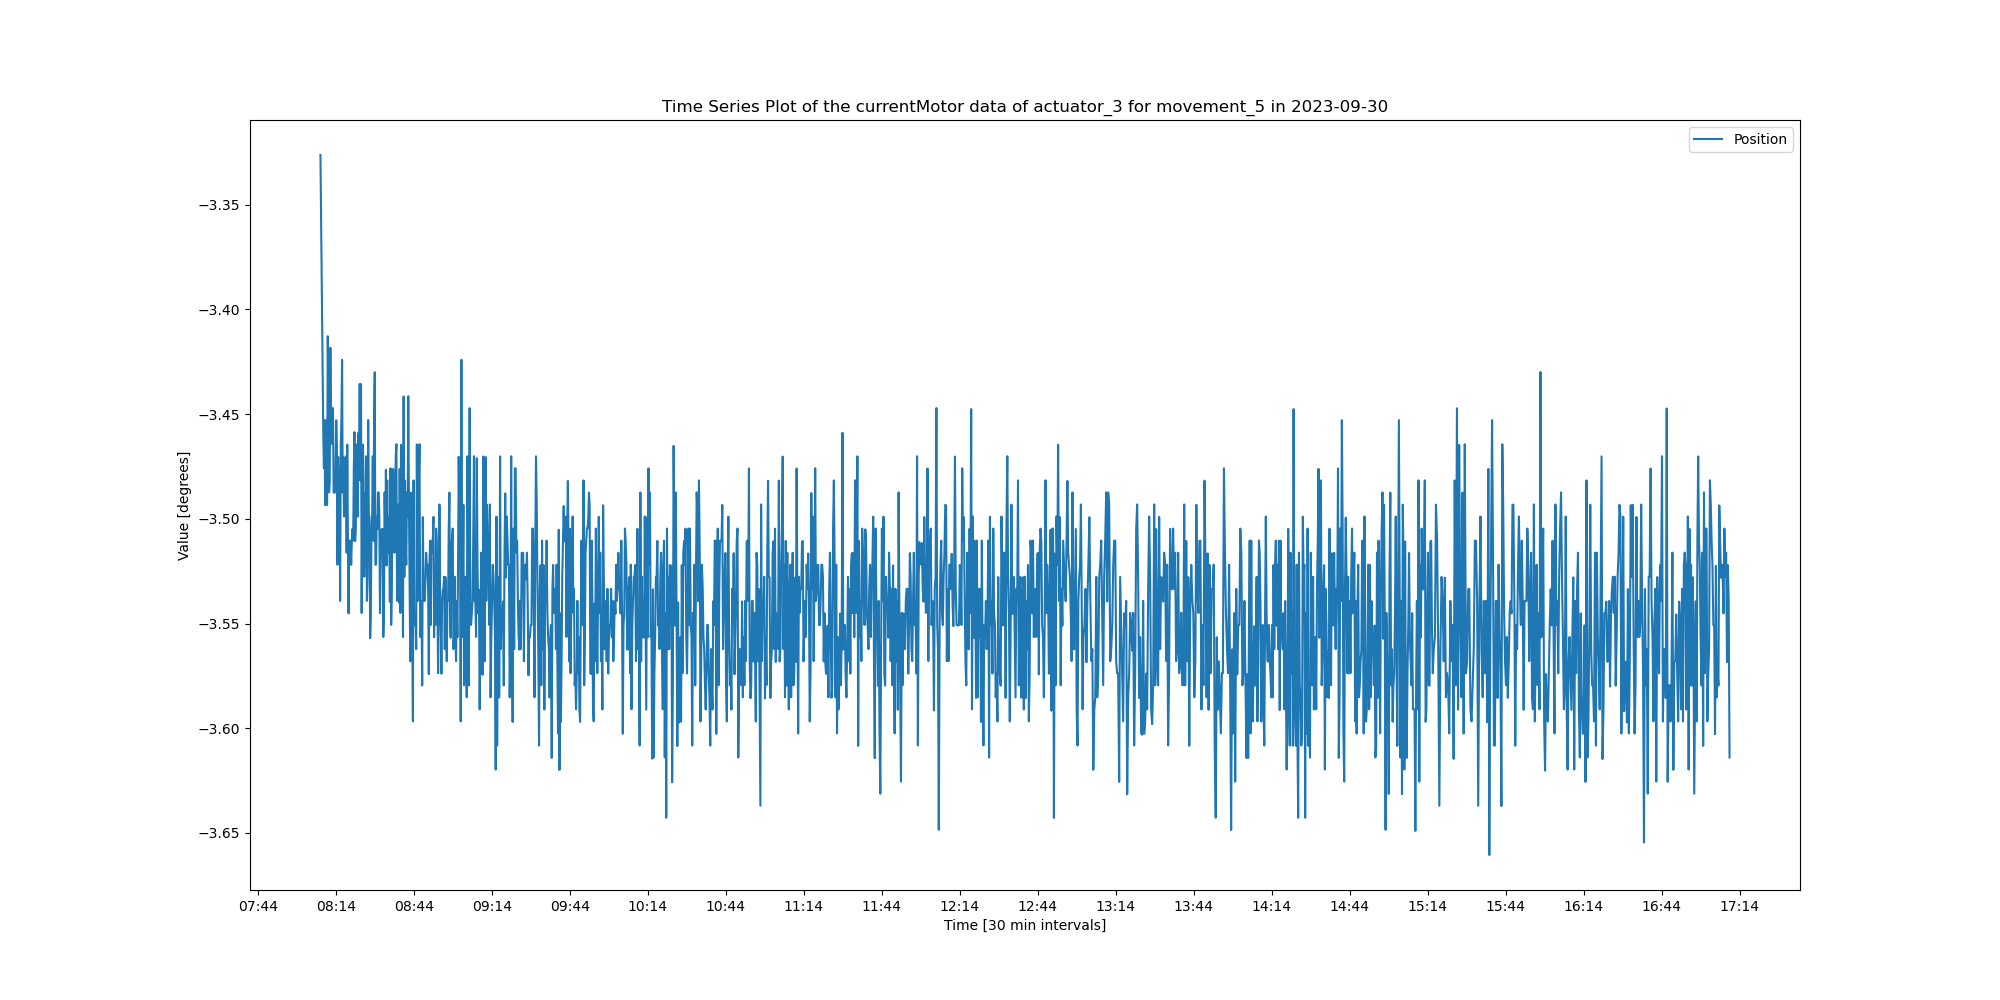 Time Series Plot of the currentMotor data of actuator_3 for movement_5 in 2023-09-30
Position
−3.35
−3.40
−3.45
−3.50
−3.55
−3.60
−3.65
Value [degrees]
07:44 08:14 08:44 09:14 09:44 10:14 10:44 11:14 11:44 12:14 12:44 13:14 13:44 14:14 14:44 15:14 15:44 16:14 16:44 17:14
Time [30 min intervals]